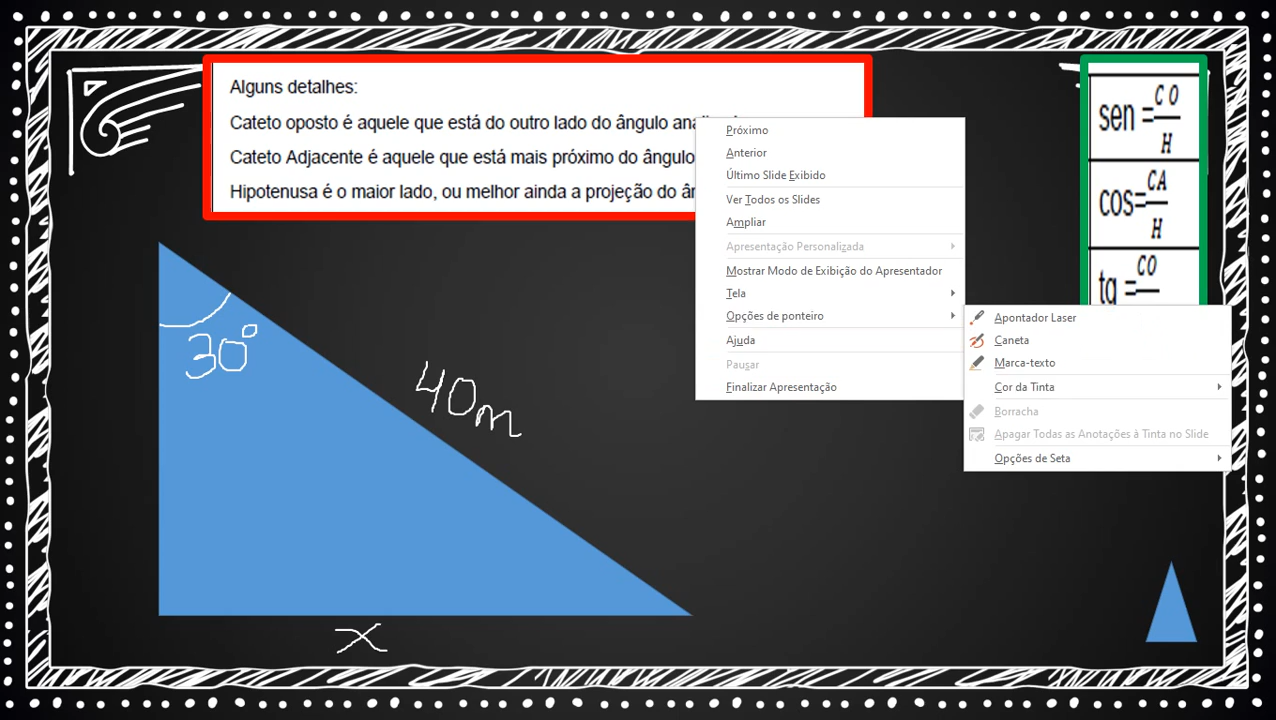 Alguns detalhes:
Cateto oposto é aquele que está do outro lado do ângulo
Cateto Adjacente é aquele que está mais próximo do ângulo
Hipotenusa é o maior lado, ou melhor ainda a projeção do
Próximo
Anterior
Último Slide Exibido
Ver Todos os Slides
Ampliar
Apresentação Personalizada
Mostrar Modo de Exibição do Apresentador
Tela
Opções de ponteiro
Ajuda
Pausar
Finalizar Apresentação
Apontador Laser
Caneta
Marca-texto
Cor da Tinta
Borracha
Apagar Todas as Anotações à Tinta no Slide
Opções de Seta
sen = CO/H
cos= CA/H
tg = CO
30°
40m
x